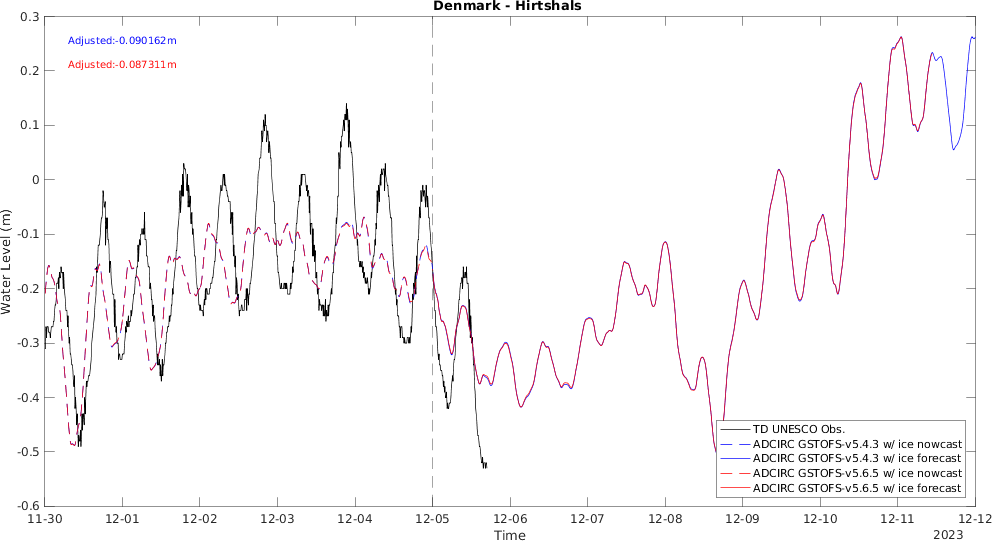 Denmark - Hirtshals
Adjusted:-0.090162m
Adjusted:-0.087311m
Water Level (m)
0.3
0.2
0.1
0
-0.1
-0.2
-0.3
-0.4
-0.5
-0.6
TD UNESCO Obs.
ADCIRC GSTOFS-v5.4.3 w/ ice nowcast
ADCIRC GSTOFS-v5.4.3 w/ ice forecast
ADCIRC GSTOFS-v5.6.5 w/ ice nowcast
ADCIRC GSTOFS-v5.6.5 w/ ice forecast
11-30 12-01 12-02 12-03 12-04 12-05 12-06 12-07 12-08 12-09 12-10 12-11 12-12
Time
2023